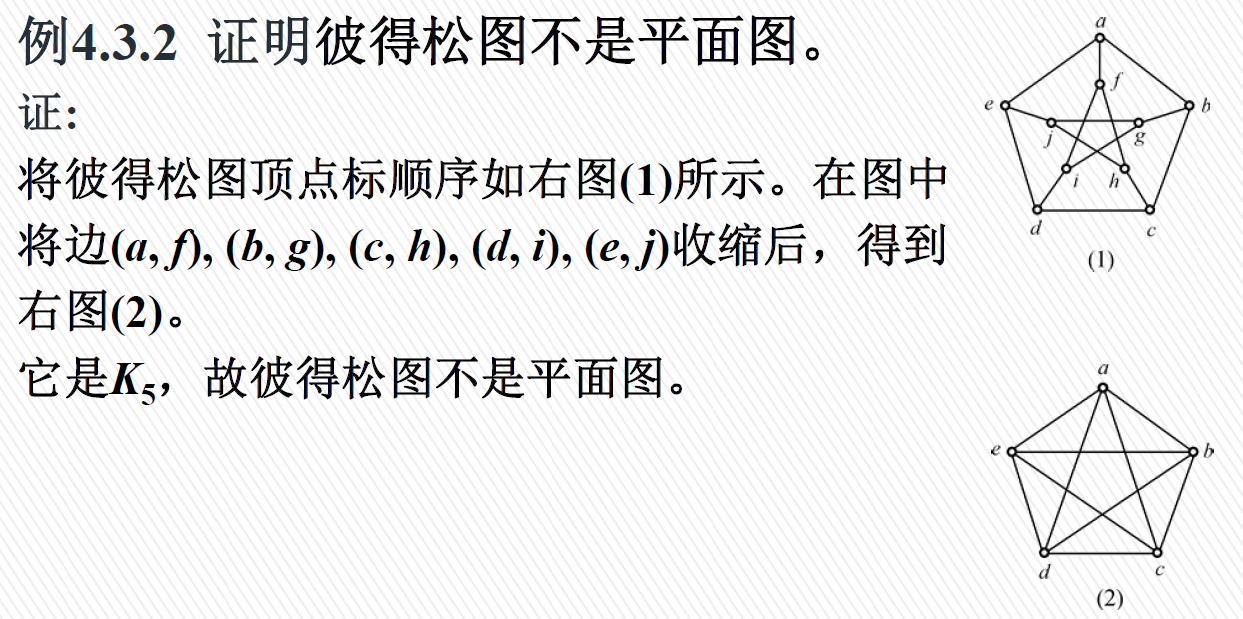 例4.3.2 证明彼得松图不是平面图。
证:
将彼得松图顶点标顺序如右图(1)所示。在图中
将边(a, f), (b, g), (c, h), (d, i), (e, j)收缩后，得到
右图(2)。
它是K₅，故彼得松图不是平面图。
a
f
e
b
j
g
i
h
d
c
(1)
a
e
b
d
c
(2)